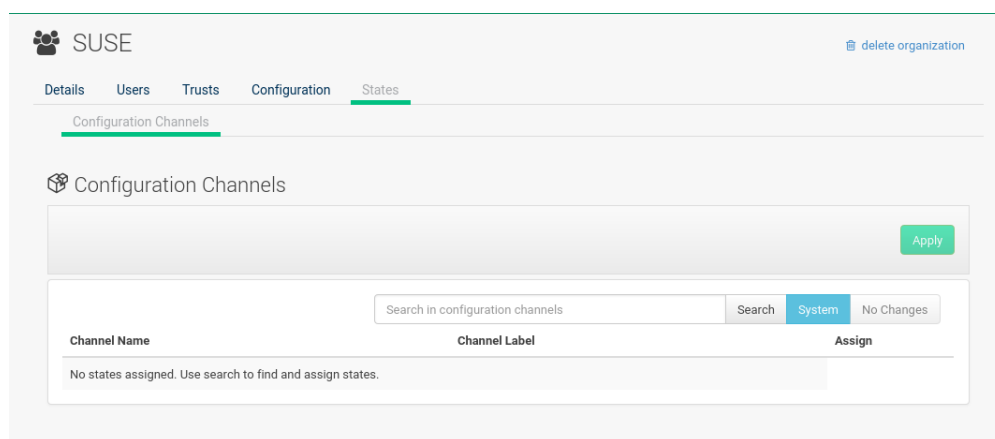 SUSE
delete organization
Details Users Trusts Configuration States
Configuration Channels
Configuration Channels
Apply
Search in configuration channels Search System No Changes
Channel Name Channel Label Assign
No states assigned. Use search to find and assign states.